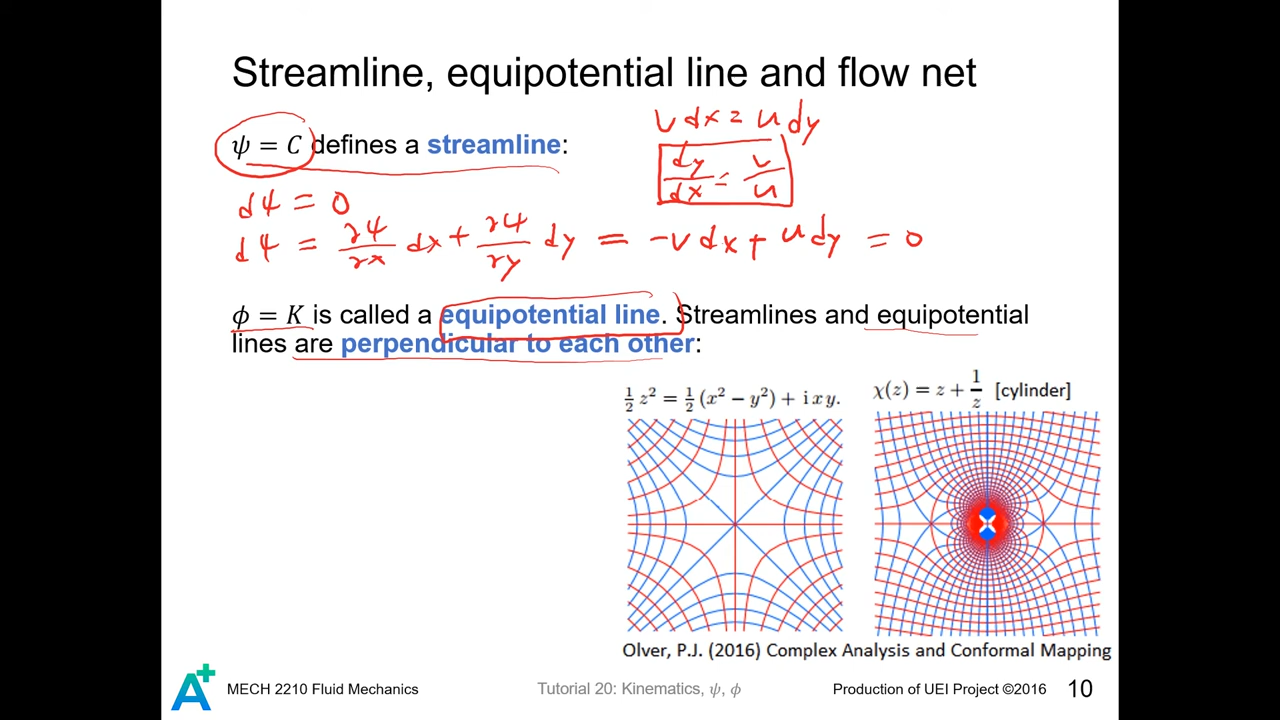 Streamline, equipotential line and flow net
v dx = u dy
ψ = C defines a streamline:
dy/dx = v/u
dψ = 0
dψ = ∂ψ/∂x dx + ∂ψ/∂y dy = -v dx + u dy = 0
ϕ = K is called a equipotential line. Streamlines and equipotential
lines are perpendicular to each other:
½ z² = ½ (x² − y²) + i x y.
χ(z) = z + 1/z [cylinder]
Olver, P.J. (2016) Complex Analysis and Conformal Mapping
A+ MECH 2210 Fluid Mechanics
Tutorial 20: Kinematics, ψ, ϕ
Production of UEI Project ©2016
10